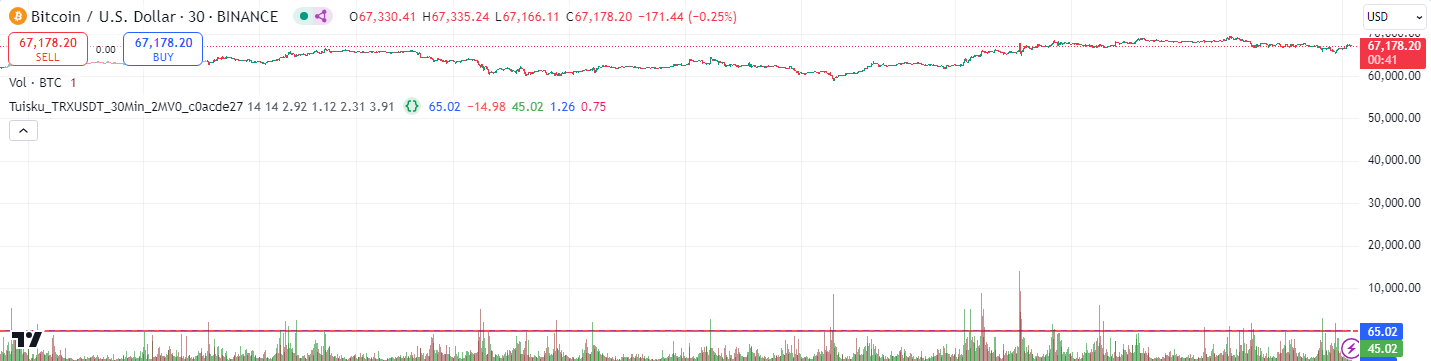 Bitcoin / U.S. Dollar · 30 · BINANCE O67,330.41 H67,335.24 L67,166.11 C67,178.20 −171.44 (−0.25%) USD
67,178.20 SELL 0.00 67,178.20 BUY
Vol · BTC 1
Tuisku_TRXUSDT_30Min_2MV0_c0acde27 14 14 2.92 1.12 2.31 3.91 {} 65.02 −14.98 45.02 1.26 0.75
70,000.00
67,178.20
00:41
60,000.00
50,000.00
40,000.00
30,000.00
20,000.00
10,000.00
65.02
45.02